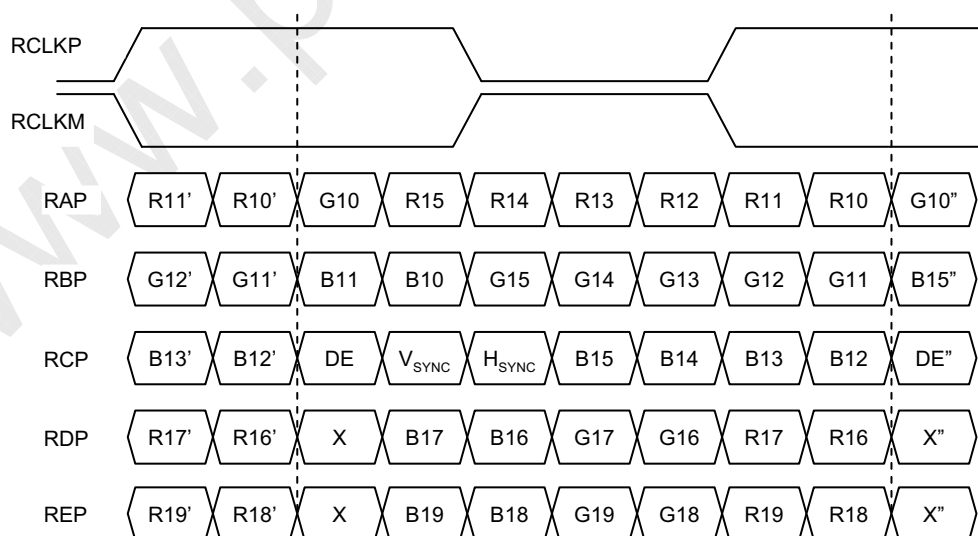 RCLKP
RCLKM
RAP R11’ R10’ G10 R15 R14 R13 R12 R11 R10 G10”
RBP G12’ G11’ B11 B10 G15 G14 G13 G12 G11 B15”
RCP B13’ B12’ DE VSYNC HSYNC B15 B14 B13 B12 DE”
RDP R17’ R16’ X B17 B16 G17 G16 R17 R16 X”
REP R19’ R18’ X B19 B18 G19 G18 R19 R18 X”